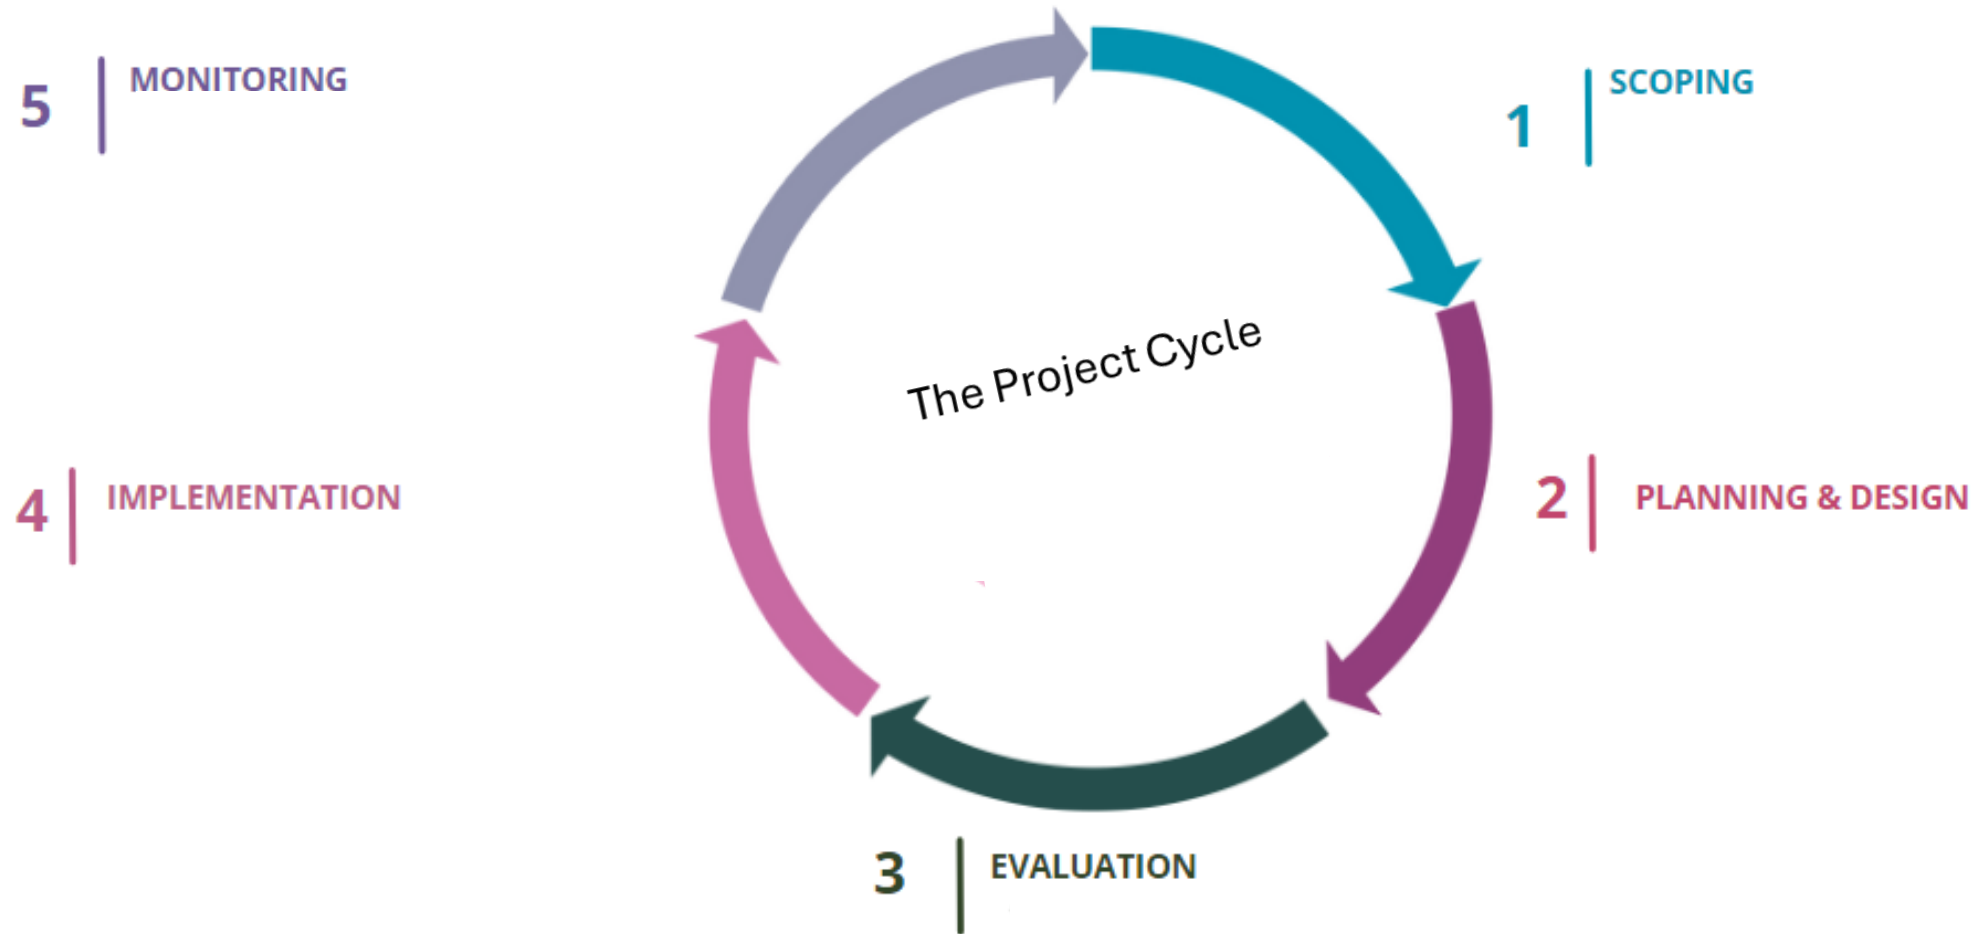 The Project Cycle
1
SCOPING
2
PLANNING & DESIGN
3
EVALUATION
4
IMPLEMENTATION
5
MONITORING